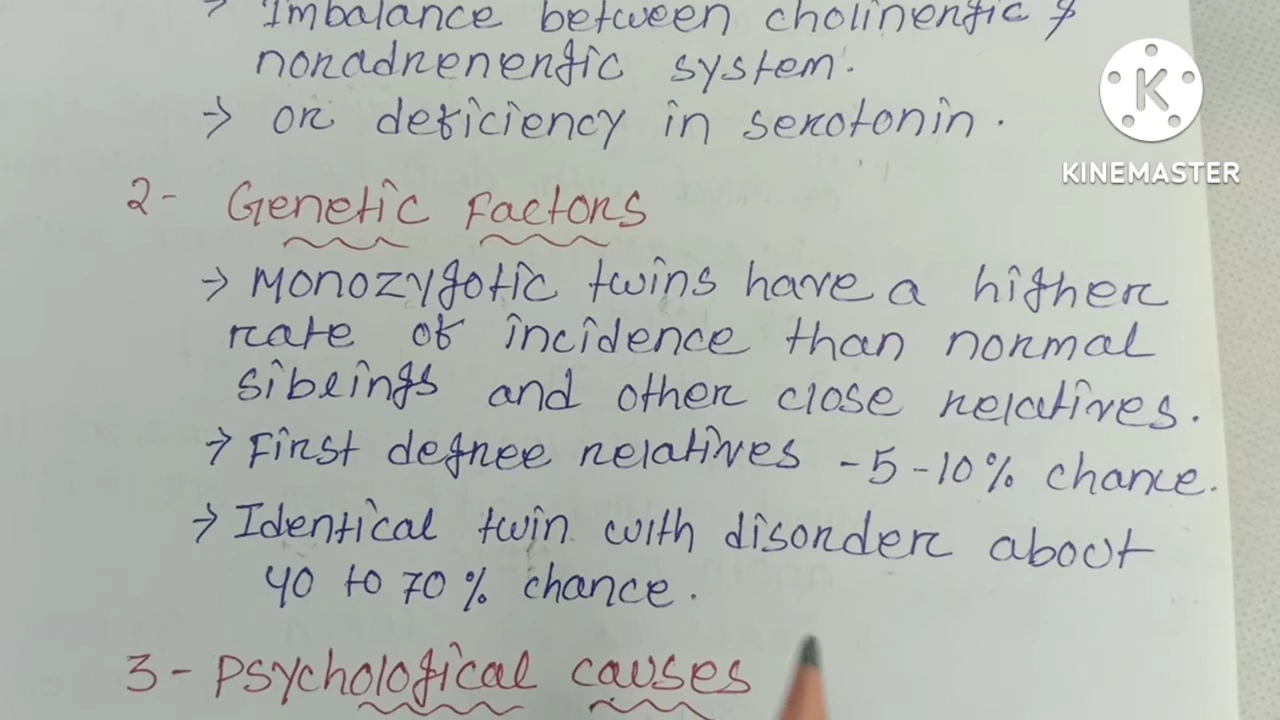 → Imbalance between cholinergic &
noradrenergic system.
→ or deficiency in serotonin.
2- Genetic Factors
→ Monozygotic twins have a higher
rate of incidence than normal
sibeings and other close relatives.
→ First degree relatives -5-10% chance.
→ Identical twin with disorder about
40 to 70% chance.
3- Psychological causes
K
KINEMASTER